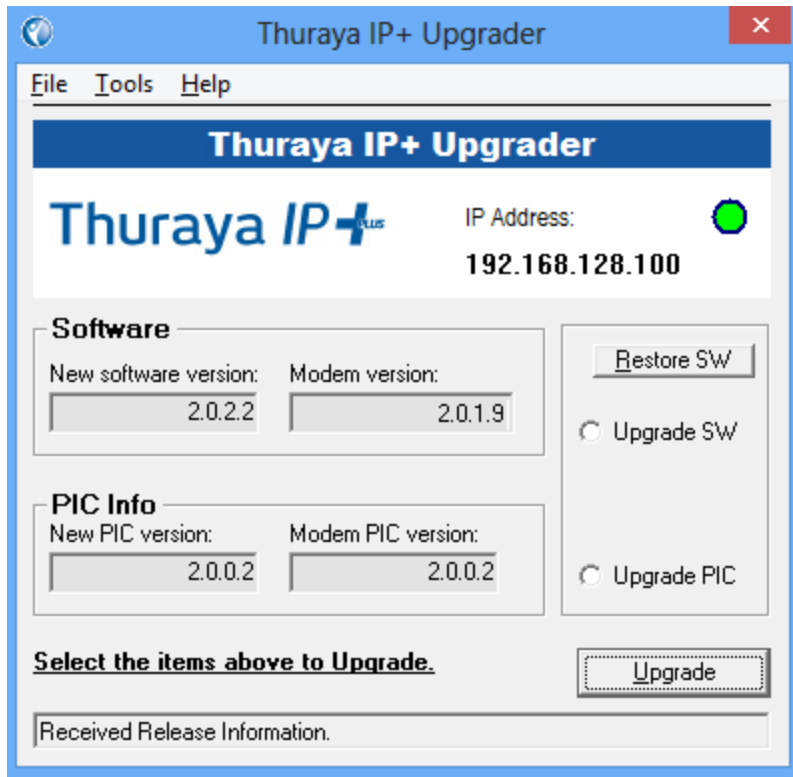 Thuraya IP+ Upgrader
File Tools Help
Thuraya IP+ Upgrader
Thuraya IP+ PLUS
IP Address:
192.168.128.100
Software
New software version: Modem version:
2.0.2.2 2.0.1.9
Restore SW
Upgrade SW
PIC Info
New PIC version: Modem PIC version:
2.0.0.2 2.0.0.2
Upgrade PIC
Select the items above to Upgrade.
Upgrade
Received Release Information.